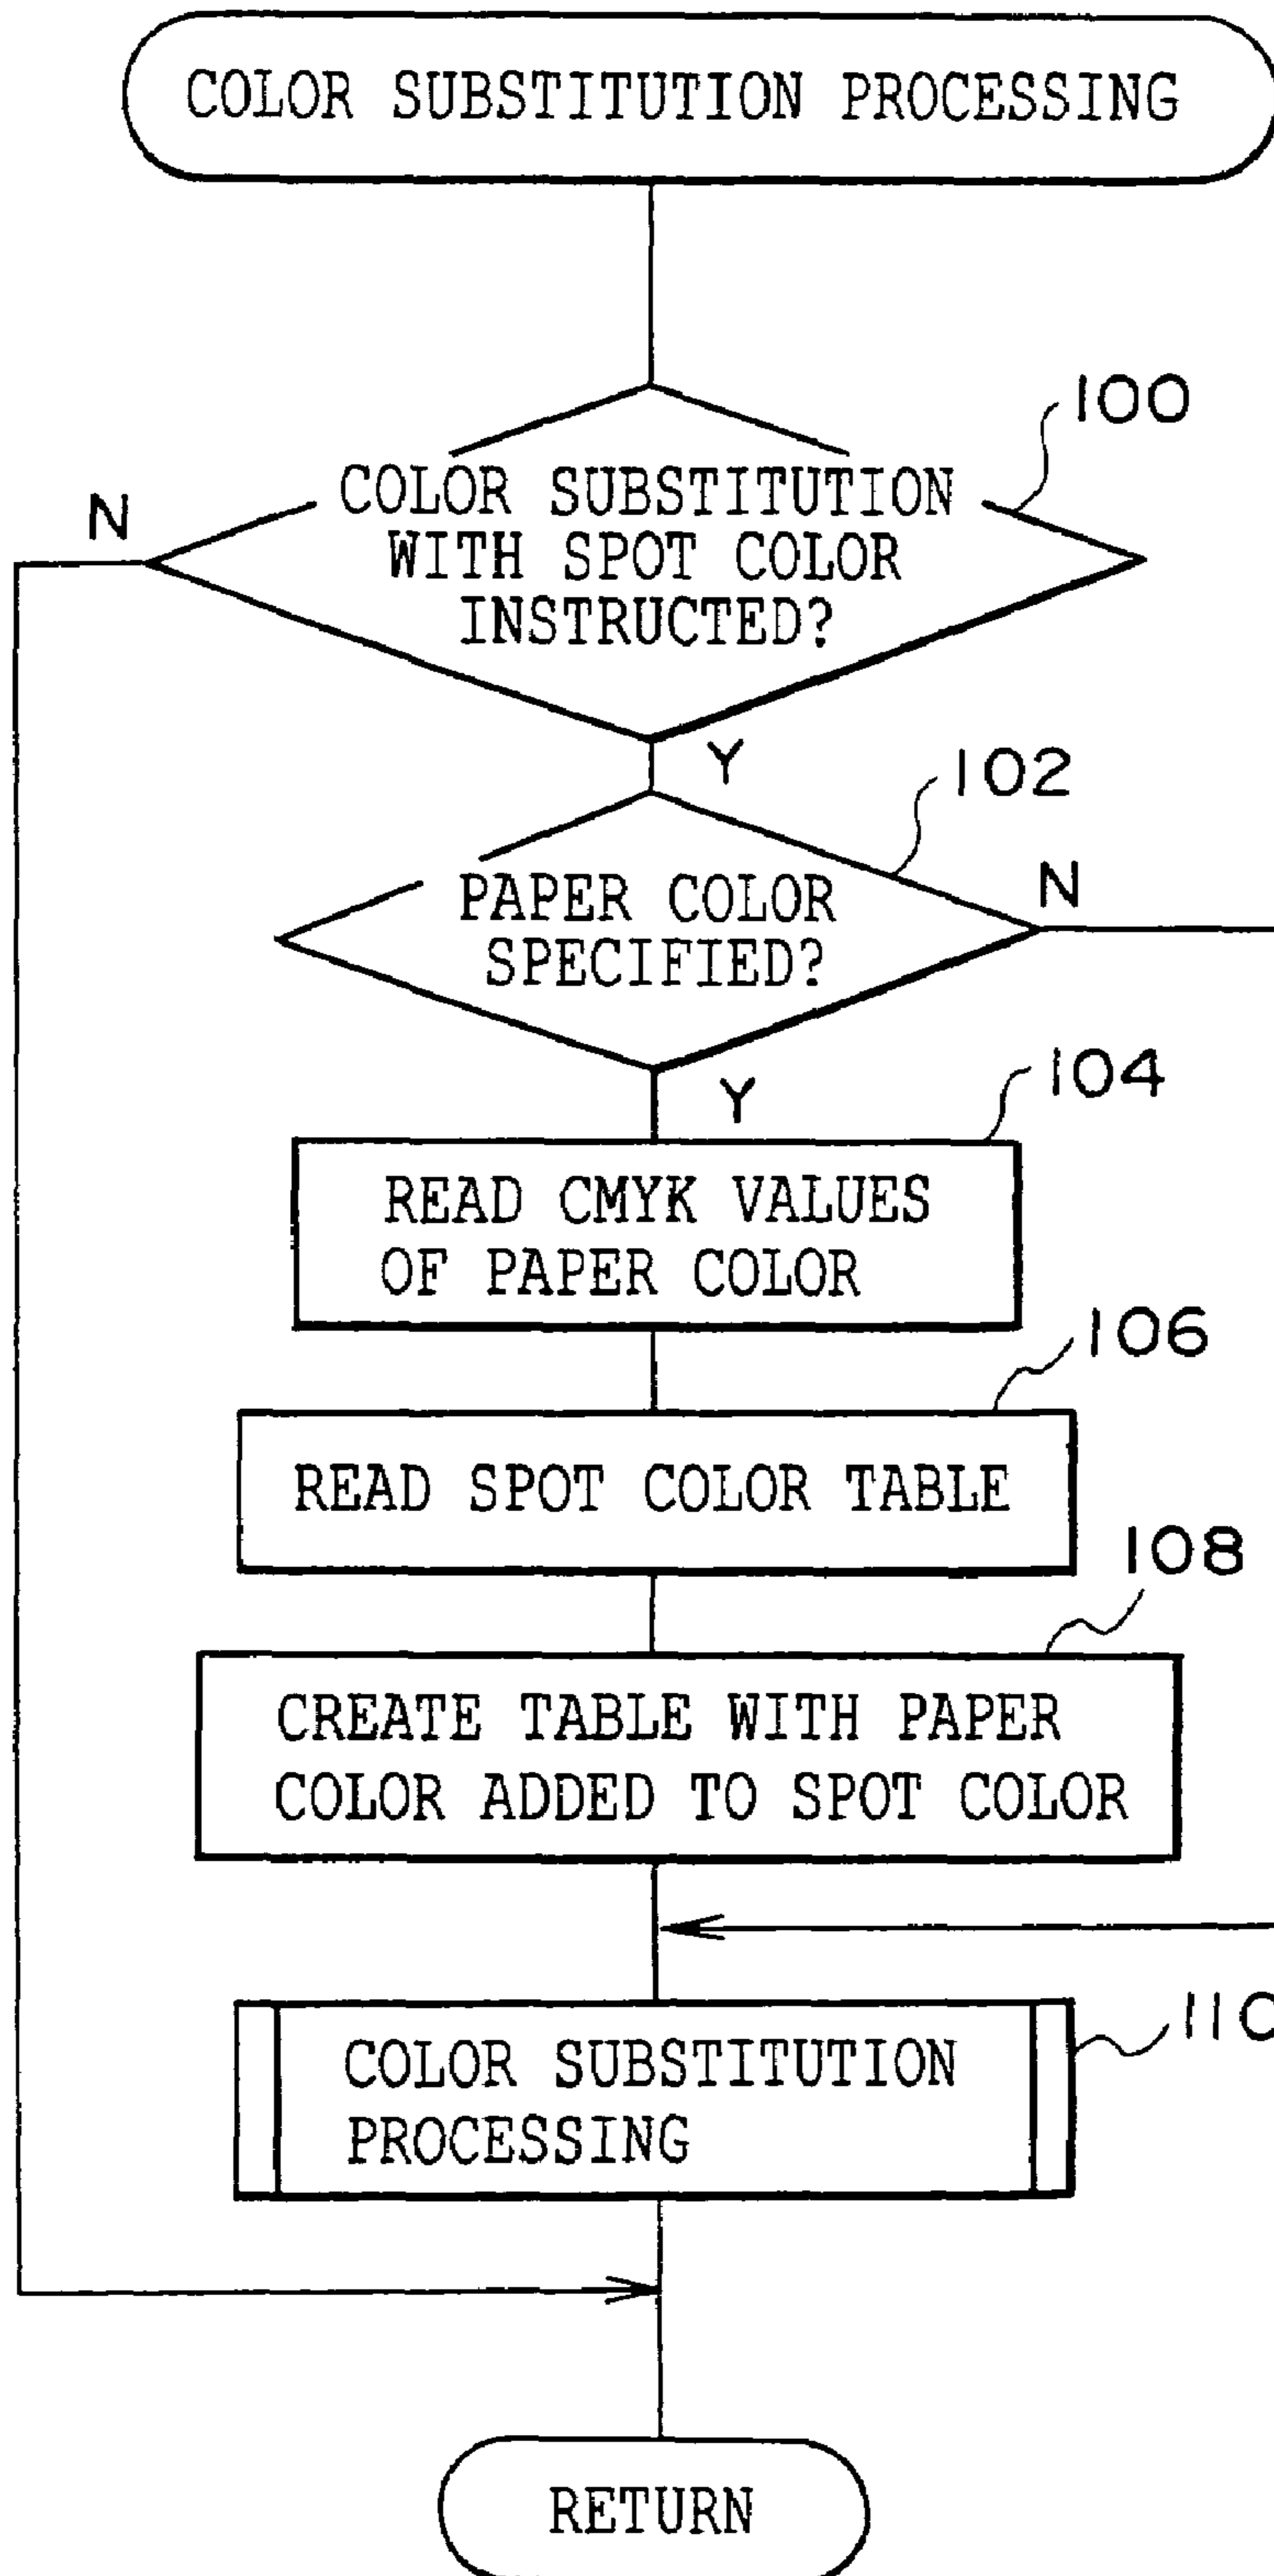 COLOR SUBSTITUTION PROCESSING
100
COLOR SUBSTITUTION
WITH SPOT COLOR
INSTRUCTED?
N
Y
102
PAPER COLOR
SPECIFIED?
N
Y
104
READ CMYK VALUES
OF PAPER COLOR
106
READ SPOT COLOR TABLE
108
CREATE TABLE WITH PAPER
COLOR ADDED TO SPOT COLOR
110
COLOR SUBSTITUTION
PROCESSING
RETURN